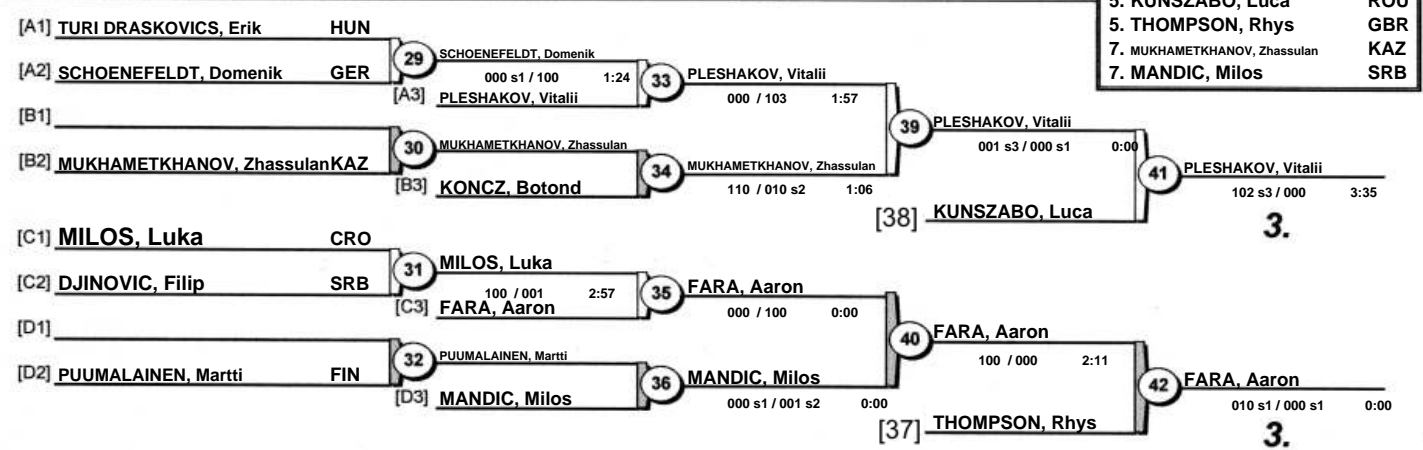 5. KUNSZABO, Luca ROU
5. THOMPSON, Rhys GBR
7. MUKHAMETKHANOV, Zhassulan KAZ
7. MANDIC, Milos SRB
[A1] TURI DRASKOVICS, Erik HUN
29 SCHOENEFELDT, Domenik
[A2] SCHOENEFELDT, Domenik GER
000 s1 / 100 1:24
33 PLESHAKOV, Vitalii
[A3] PLESHAKOV, Vitalii
000 / 103 1:57
[B1]
39 PLESHAKOV, Vitalii
30 MUKHAMETKHANOV, Zhassulan
001 s3 / 000 s1 0:00
[B2] MUKHAMETKHANOV, Zhassulan KAZ
34 MUKHAMETKHANOV, Zhassulan
41 PLESHAKOV, Vitalii
[B3] KONCZ, Botond
110 / 010 s2 1:06
102 s3 / 000 3:35
[38] KUNSZABO, Luca
3.
[C1] MILOS, Luka CRO
31 MILOS, Luka
[C2] DJINOVIC, Filip SRB
100 / 001 2:57
35 FARA, Aaron
[C3] FARA, Aaron
000 / 100 0:00
[D1]
40 FARA, Aaron
32 PUUMALAINEN, Martti
100 / 000 2:11
[D2] PUUMALAINEN, Martti FIN
36 MANDIC, Milos
42 FARA, Aaron
[D3] MANDIC, Milos
000 s1 / 001 s2 0:00
010 s1 / 000 s1 0:00
[37] THOMPSON, Rhys
3.